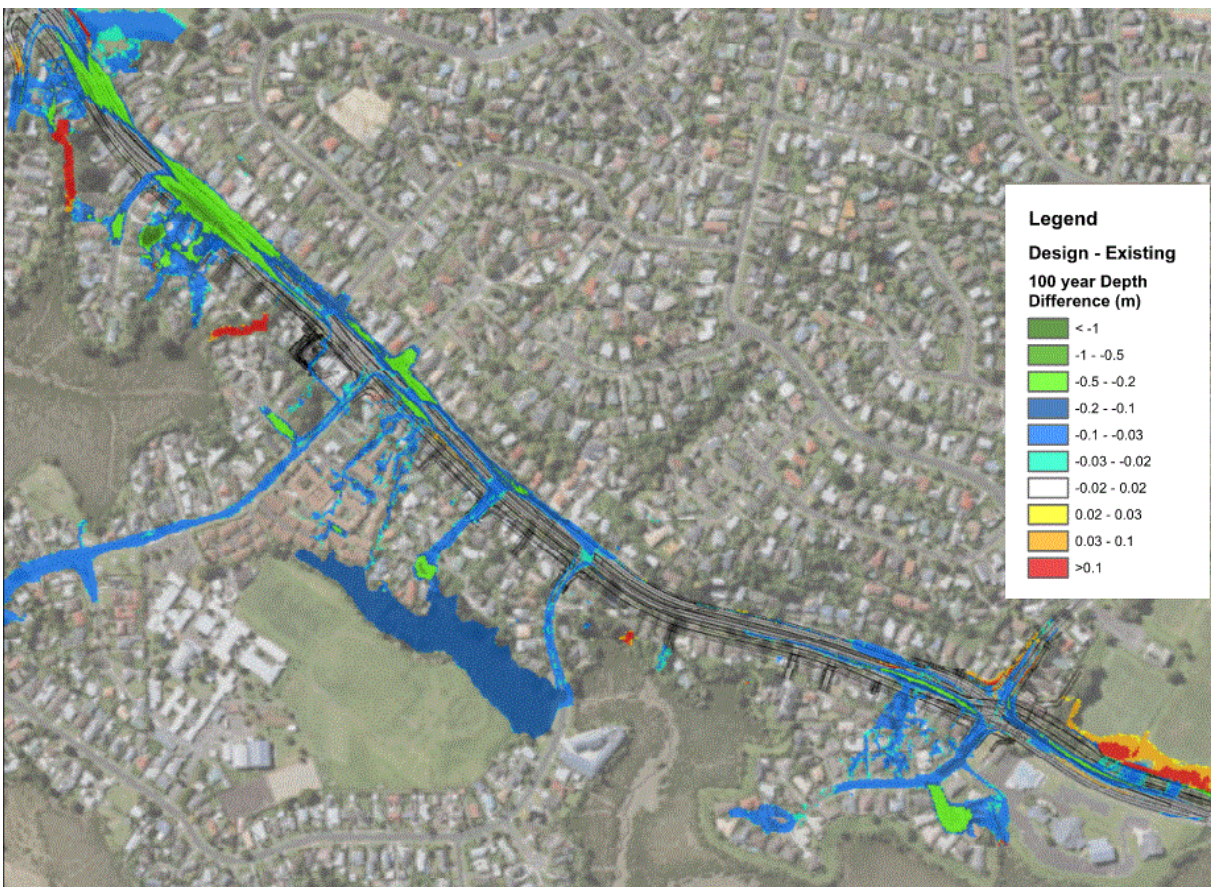 Legend
Design - Existing
100 year Depth
Difference (m)
< -1
-1 - -0.5
-0.5 - -0.2
-0.2 - -0.1
-0.1 - -0.03
-0.03 - -0.02
-0.02 - 0.02
0.02 - 0.03
0.03 - 0.1
>0.1